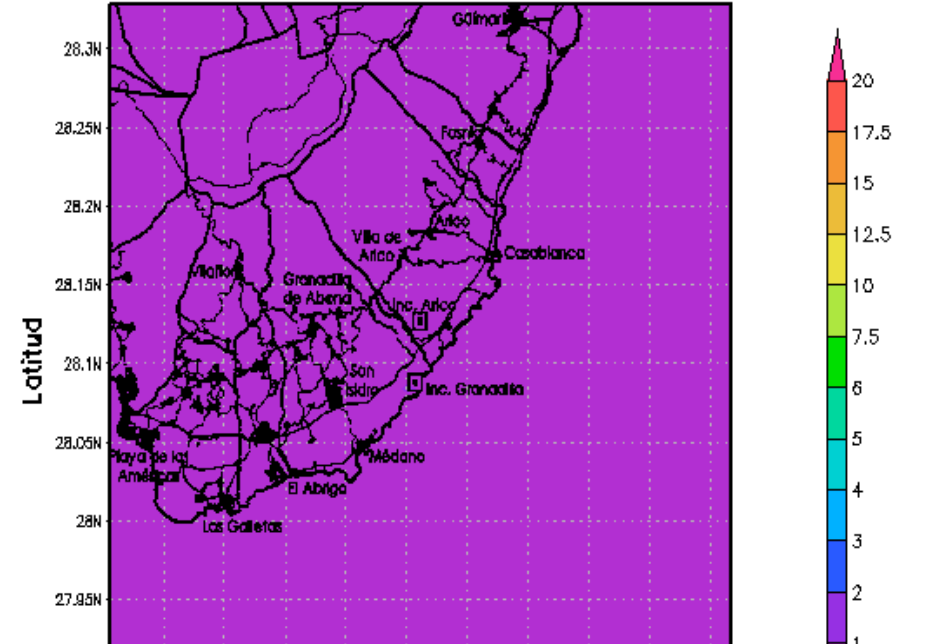 Güimar
28.3N
20
28.25N
Fasnia
17.5
15
28.2N
Arico
Villa de
Arico
12.5
Casablanca
Vilaflor
28.15N
Granadilla
de Abona
10
Inc. Arico
7.5
Latitud
28.1N
San
Isidro
Inc. Granadilla
6
5
28.05N
Playa de las
Américas
Médano
El Abrigo
4
28N
Las Galletas
3
27.95N
2
1